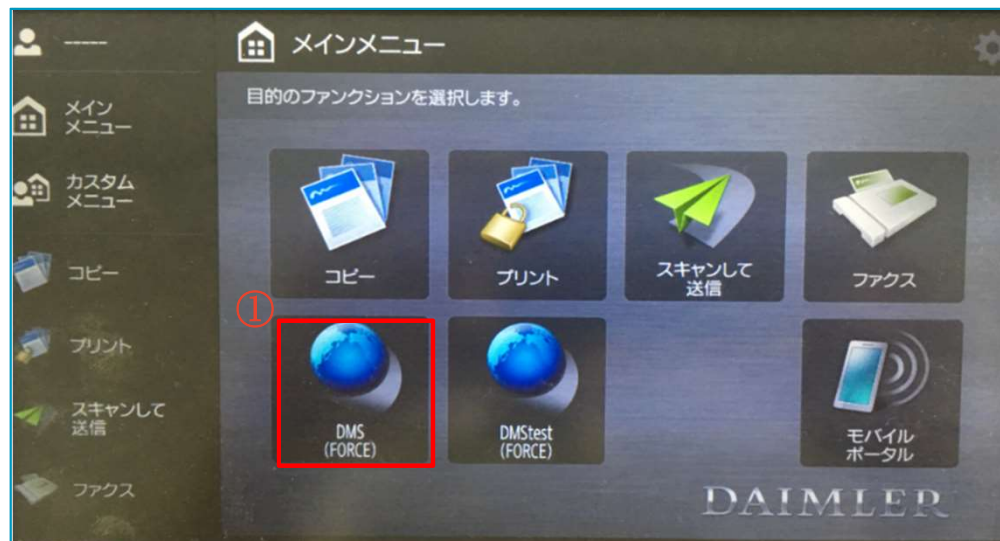 -----
メインメニュー
メイン
メニュー
目的のファンクションを選択します。
カスタム
メニュー
コピー
プリント
スキャンして
送信
ファクス
コピー
プリント
スキャンして
送信
ファクス
①
DMS
(FORCE)
DMStest
(FORCE)
モバイル
ポータル
DAIMLER